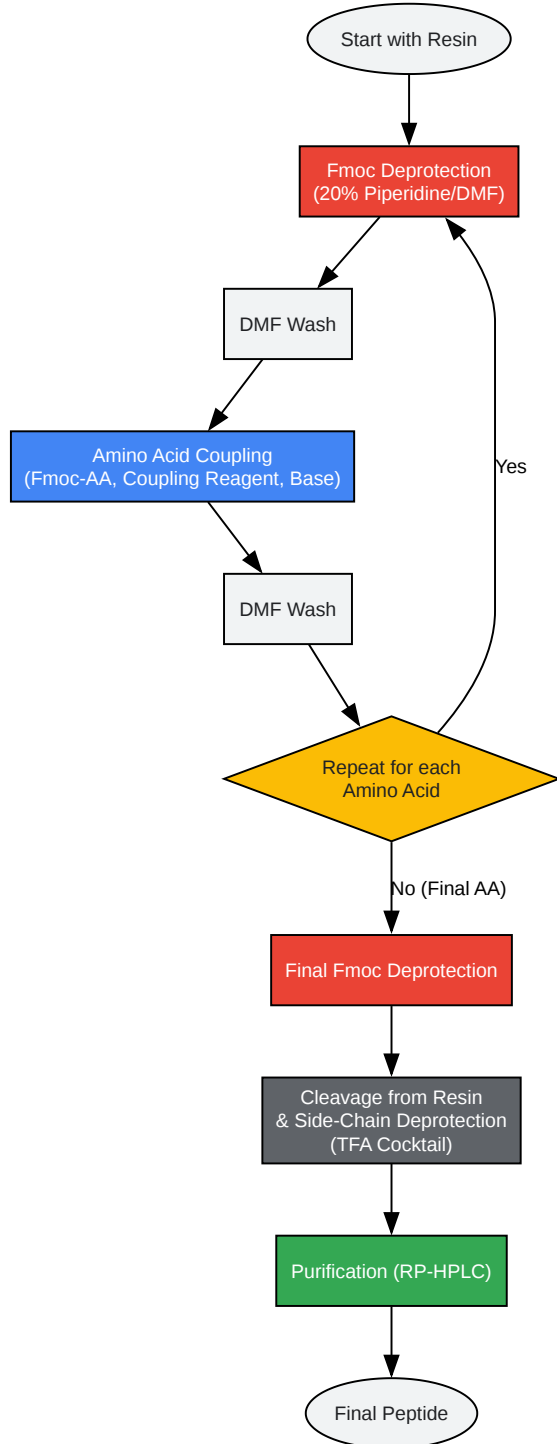 Start with Resin
Fmoc Deprotection
(20% Piperidine/DMF)
DMF Wash
Amino Acid Coupling
(Fmoc-AA, Coupling Reagent, Base)
Yes
DMF Wash
Repeat for each
Amino Acid
No (Final AA)
Final Fmoc Deprotection
Cleavage from Resin
& Side-Chain Deprotection
(TFA Cocktail)
Purification (RP-HPLC)
Final Peptide